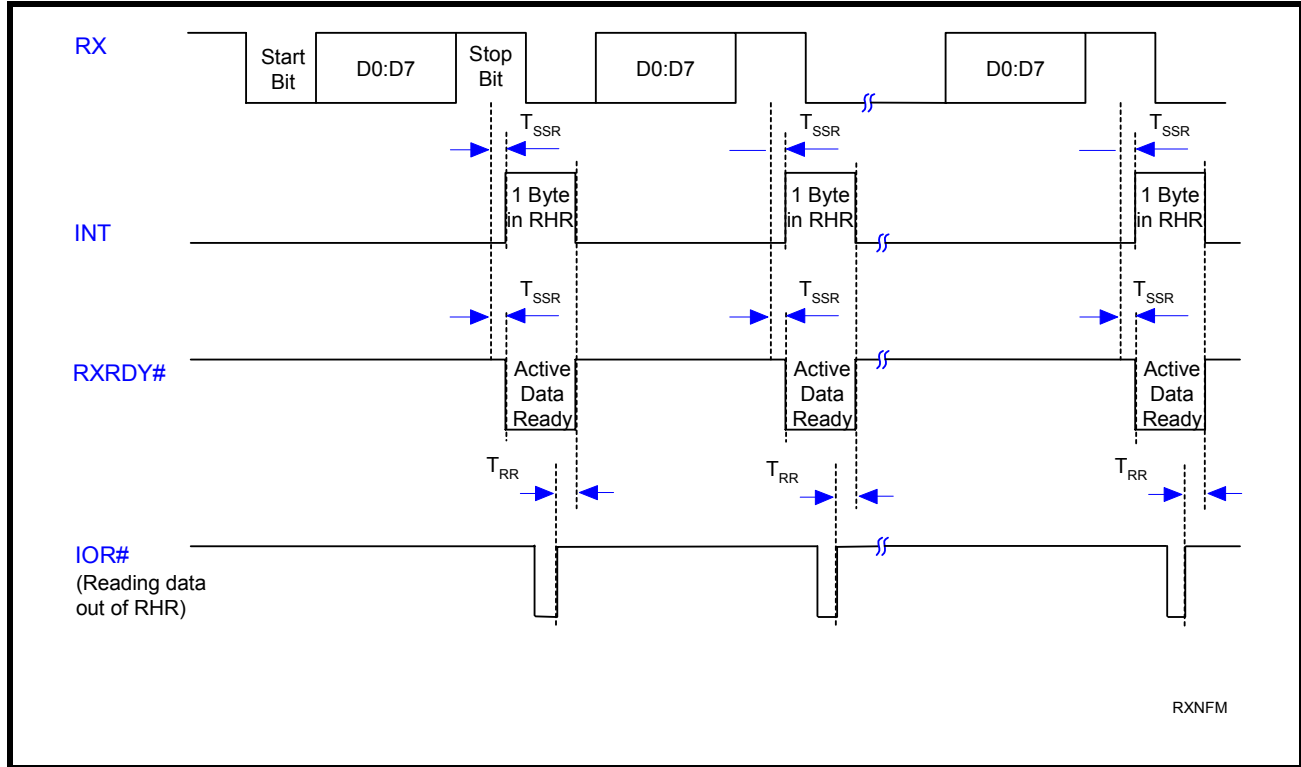 RX
Start
Bit
D0:D7
Stop
Bit
D0:D7
D0:D7
TSSR
TSSR
TSSR
INT
1 Byte
in RHR
1 Byte
in RHR
1 Byte
in RHR
TSSR
TSSR
TSSR
RXRDY#
Active
Data
Ready
Active
Data
Ready
Active
Data
Ready
TRR
TRR
TRR
IOR#
(Reading data
out of RHR)
RXNFM